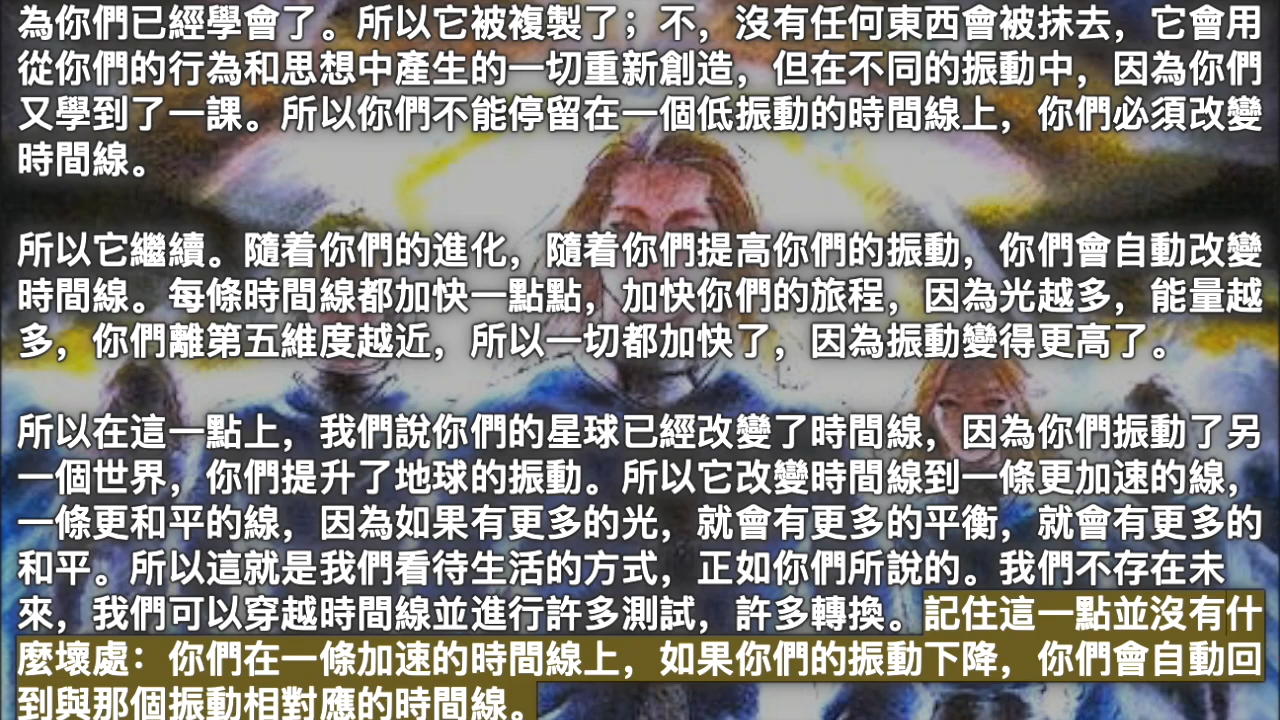 為你們已經學會了。所以它被複製了；不，沒有任何東西會被抹去，它會用
從你們的行為和思想中產生的一切重新創造，但在不同的振動中，因為你們
又學到了一課。所以你們不能停留在一個低振動的時間線上，你們必須改變
時間線。
所以它繼續。隨着你們的進化，隨着你們提高你們的振動，你們會自動改變
時間線。每條時間線都加快一點點，加快你們的旅程，因為光越多，能量越
多，你們離第五維度越近，所以一切都加快了，因為振動變得更高了。
所以在這一點上，我們說你們的星球已經改變了時間線，因為你們振動了另
一個世界，你們提升了地球的振動。所以它改變時間線到一條更加速的線，
一條更和平的線，因為如果有更多的光，就會有更多的平衡，就會有更多的
和平。所以這就是我們看待生活的方式，正如你們所說的。我們不存在未
來，我們可以穿越時間線並進行許多測試，許多轉換。記住這一點並沒有什
麼壞處：你們在一條加速的時間線上，如果你們的振動下降，你們會自動回
到與那個振動相對應的時間線。